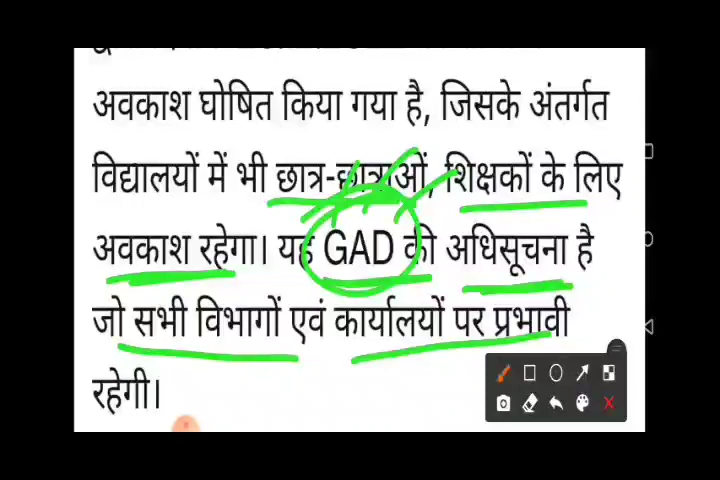 अवकाश घोषित किया गया है, जिसके अंतर्गत
विद्यालयों में भी छात्र-छात्राओं, शिक्षकों के लिए
अवकाश रहेगा। यह GAD की अधिसूचना है
जो सभी विभागों एवं कार्यालयों पर प्रभावी
रहेगी।